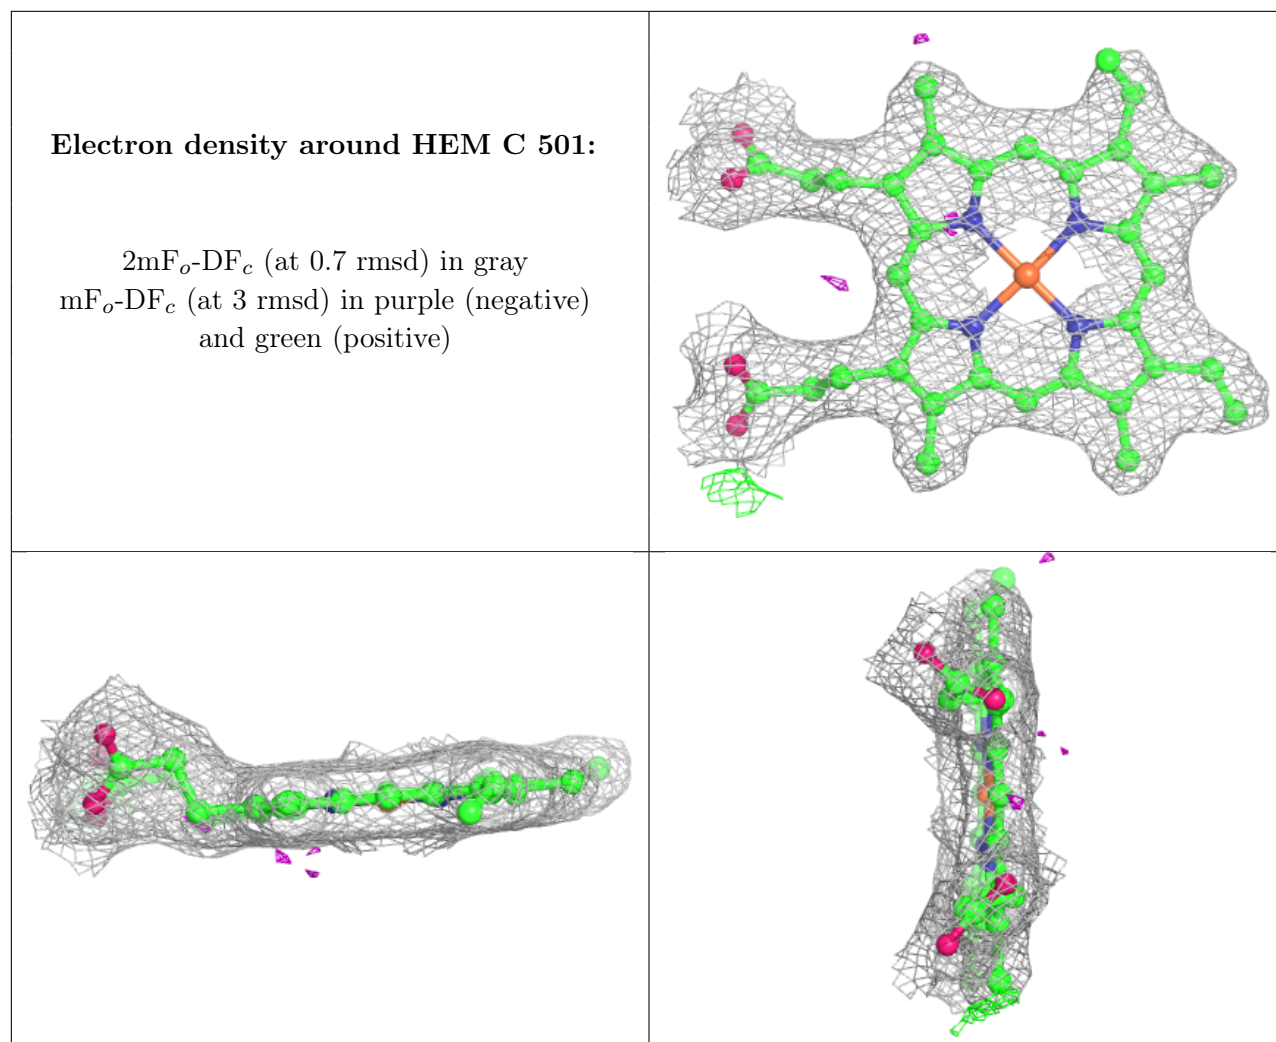 Electron density around HEM C 501:
2mFo-DFc (at 0.7 rmsd) in gray
mFo-DFc (at 3 rmsd) in purple (negative)
and green (positive)